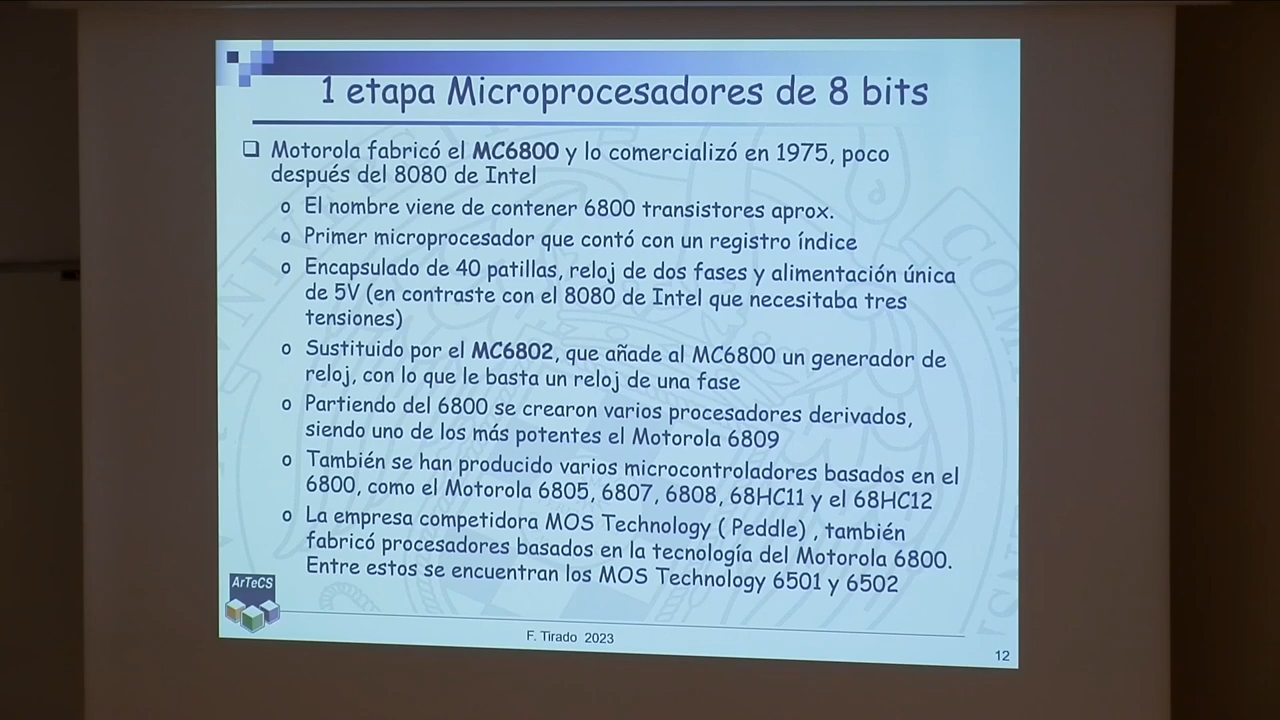 1 etapa Microprocesadores de 8 bits
Motorola fabricó el MC6800 y lo comercializó en 1975, poco
después del 8080 de Intel
o El nombre viene de contener 6800 transistores aprox.
o Primer microprocesador que contó con un registro índice
o Encapsulado de 40 patillas, reloj de dos fases y alimentación única
de 5V (en contraste con el 8080 de Intel que necesitaba tres
tensiones)
o Sustituido por el MC6802, que añade al MC6800 un generador de
reloj, con lo que le basta un reloj de una fase
o Partiendo del 6800 se crearon varios procesadores derivados,
siendo uno de los más potentes el Motorola 6809
o También se han producido varios microcontroladores basados en el
6800, como el Motorola 6805, 6807, 6808, 68HC11 y el 68HC12
o La empresa competidora MOS Technology ( Peddle) , también
fabricó procesadores basados en la tecnología del Motorola 6800.
Entre estos se encuentran los MOS Technology 6501 y 6502
ArTeCS
F. Tirado 2023
12